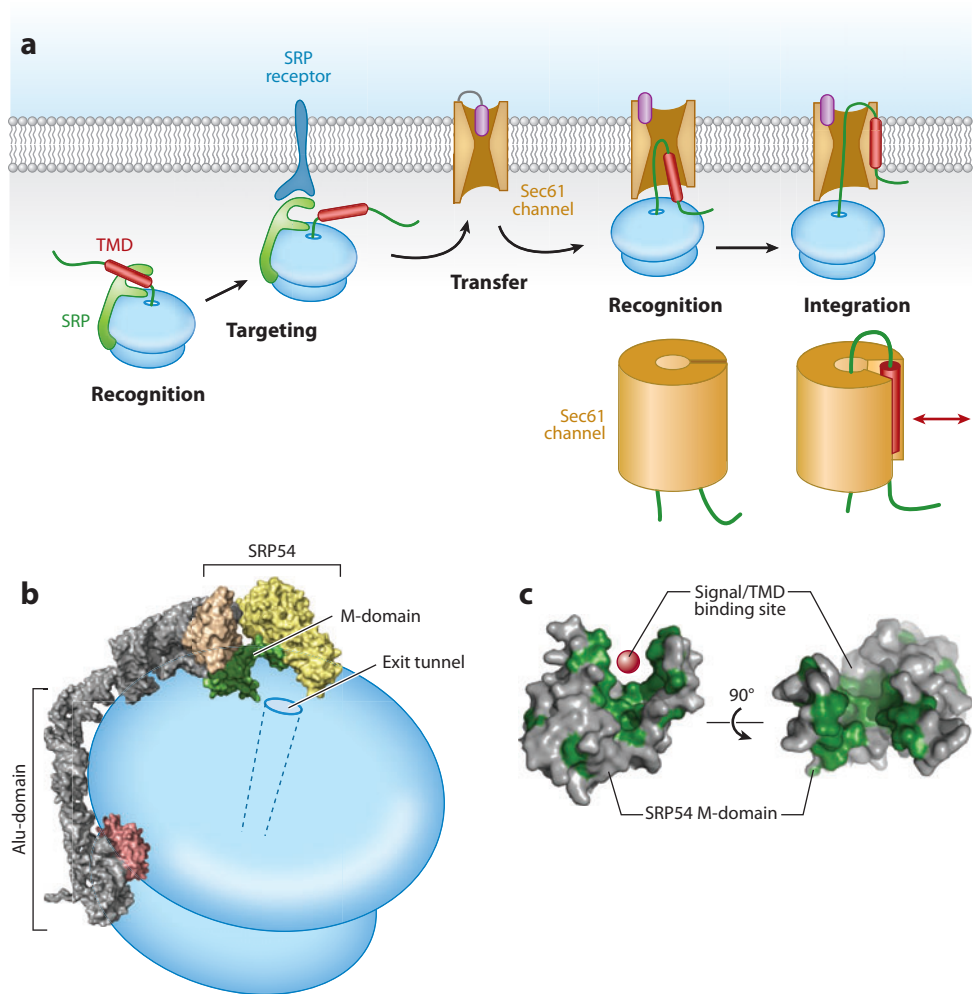 a
SRP
receptor
TMD
SRP
Recognition
Targeting
Transfer
Sec61
channel
Recognition
Integration
Sec61
channel
b
SRP54
M-domain
Exit tunnel
Alu-domain
c
Signal/TMD
binding site
90°
SRP54 M-domain